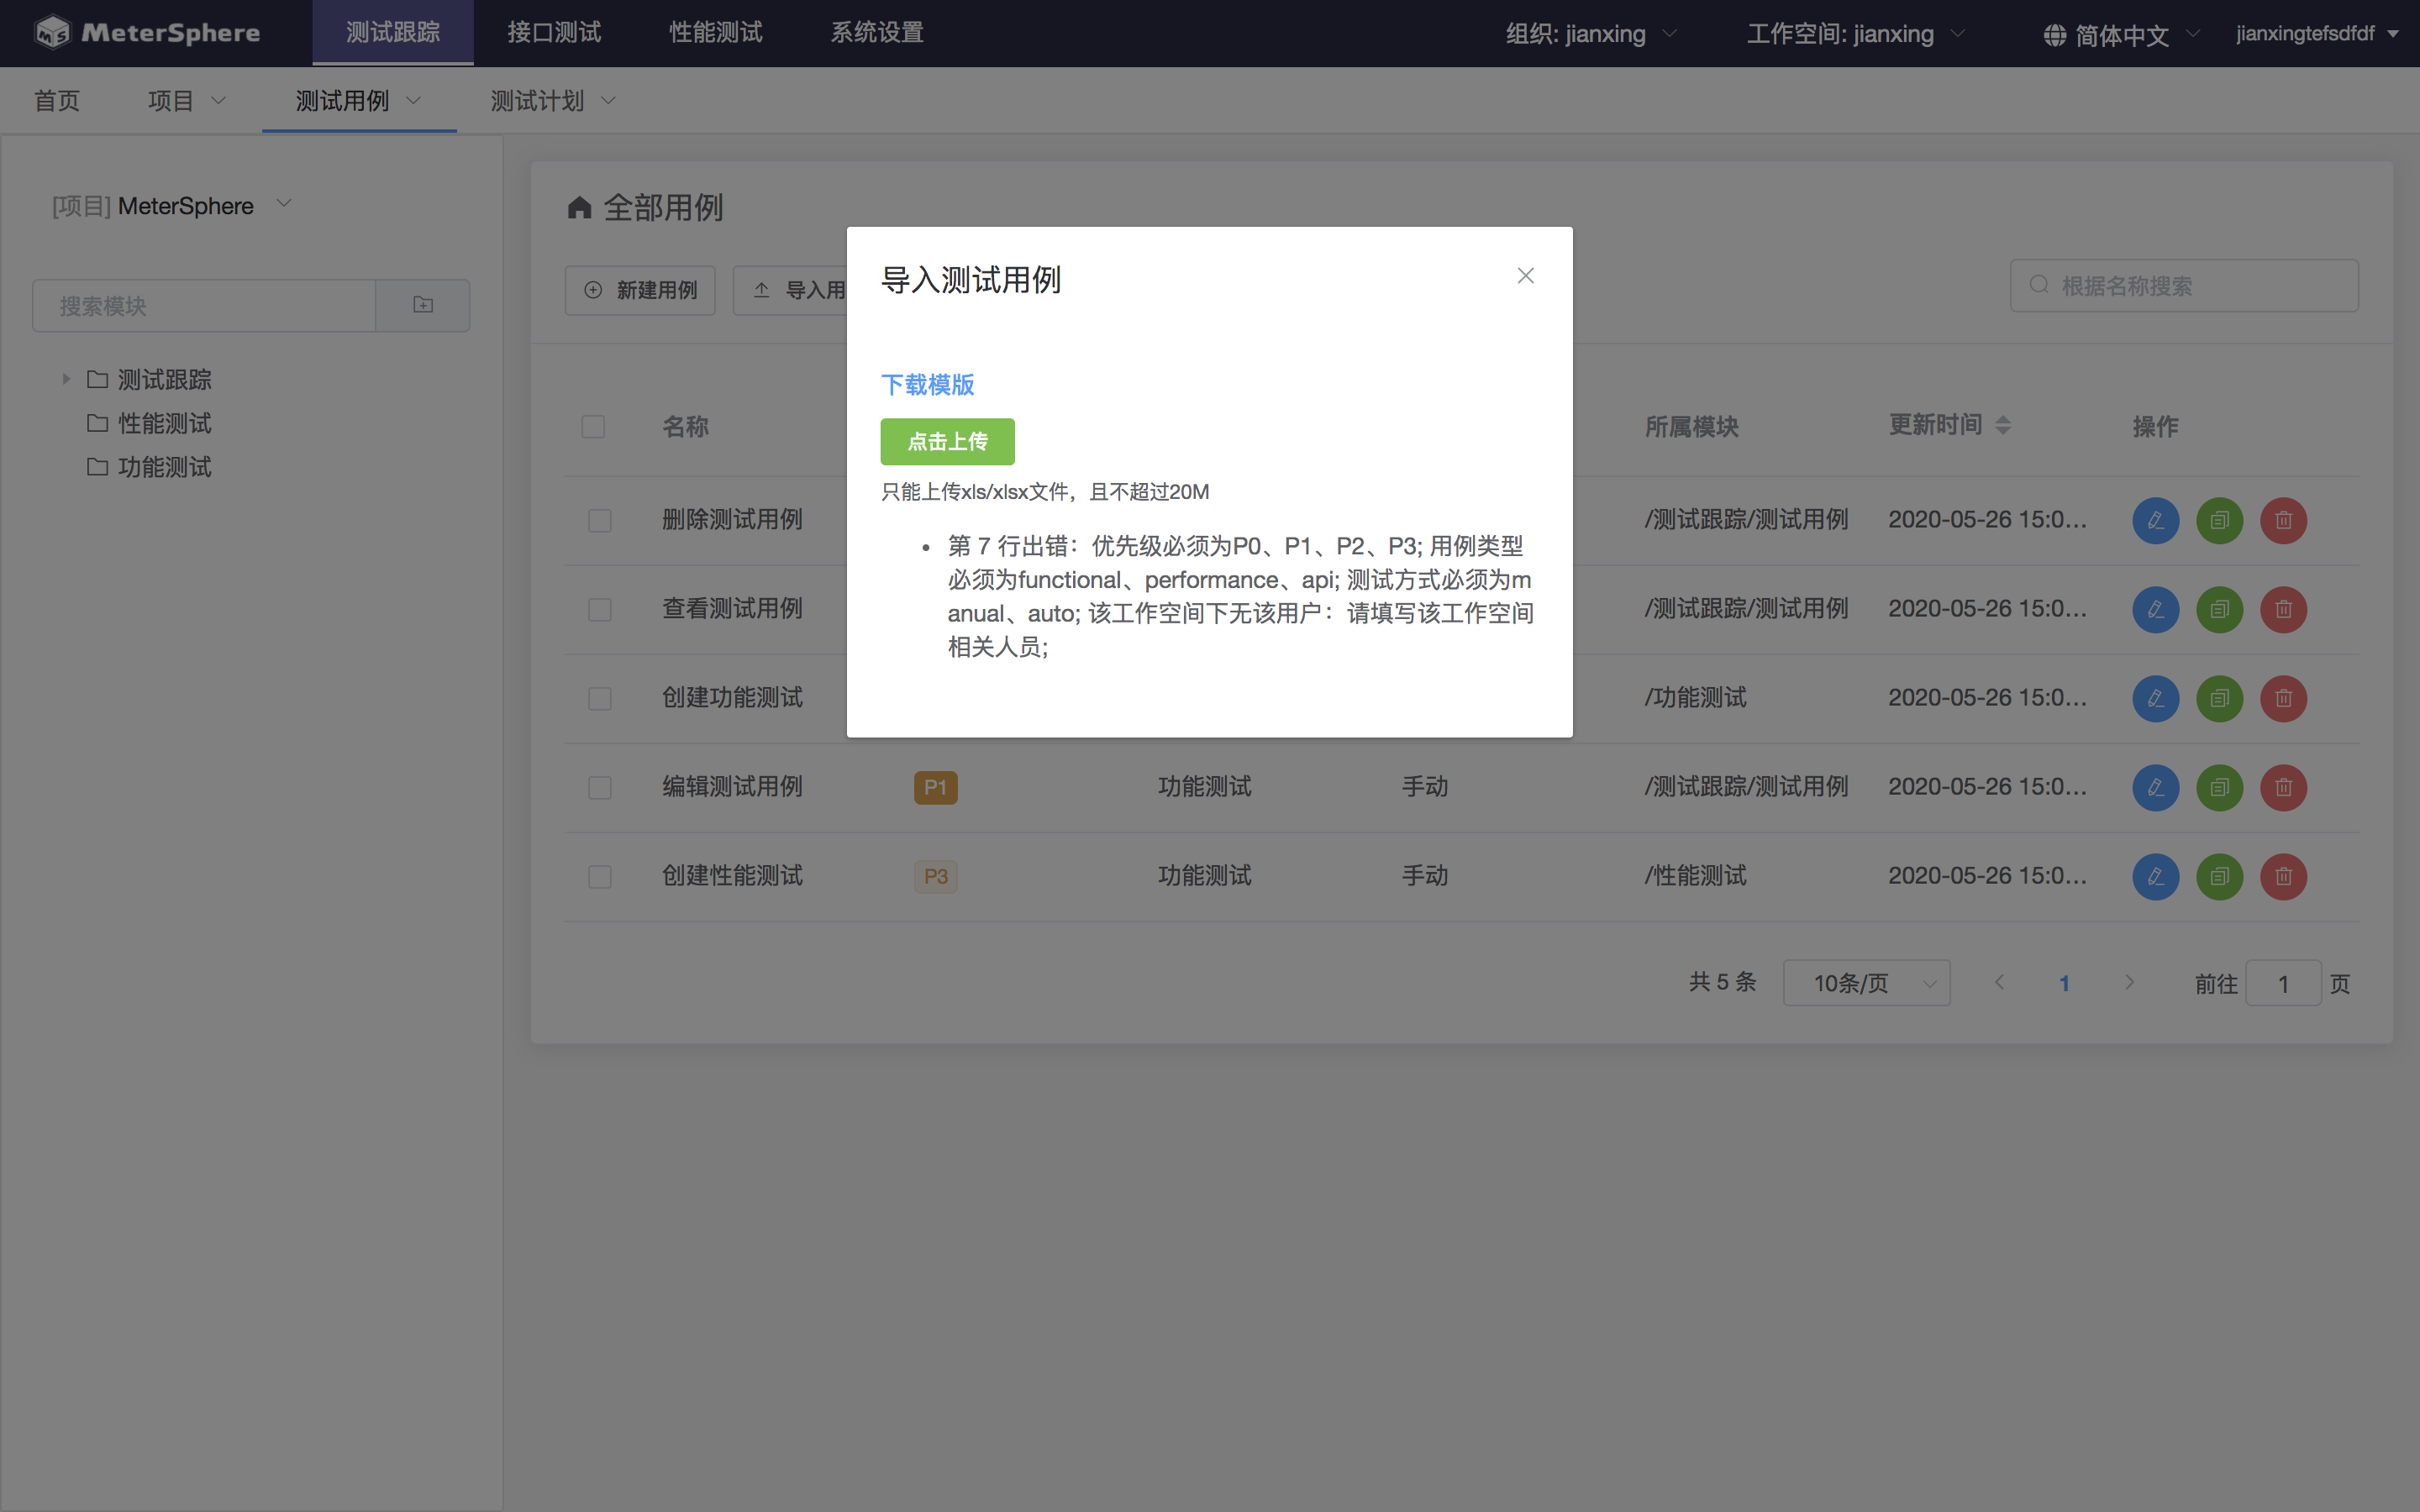 MeterSphere 测试跟踪 接口测试 性能测试 系统设置 组织: jianxing 工作空间: jianxing 简体中文 jianxingtefsdfdf
首页 项目 测试用例 测试计划
[项目] MeterSphere
搜索模块
测试跟踪
性能测试
功能测试
全部用例
新建用例 导入用
根据名称搜索
导入测试用例
下载模版
点击上传
只能上传xls/xlsx文件，且不超过20M
第 7 行出错：优先级必须为P0、P1、P2、P3; 用例类型
必须为functional、performance、api; 测试方式必须为m
anual、auto; 该工作空间下无该用户：请填写该工作空间
相关人员;
名称 所属模块 更新时间 操作
删除测试用例 /测试跟踪/测试用例 2020-05-26 15:0...
查看测试用例 /测试跟踪/测试用例 2020-05-26 15:0...
创建功能测试 /功能测试 2020-05-26 15:0...
编辑测试用例 P1 功能测试 手动 /测试跟踪/测试用例 2020-05-26 15:0...
创建性能测试 P3 功能测试 手动 /性能测试 2020-05-26 15:0...
共 5 条 10条/页 1 前往 1 页